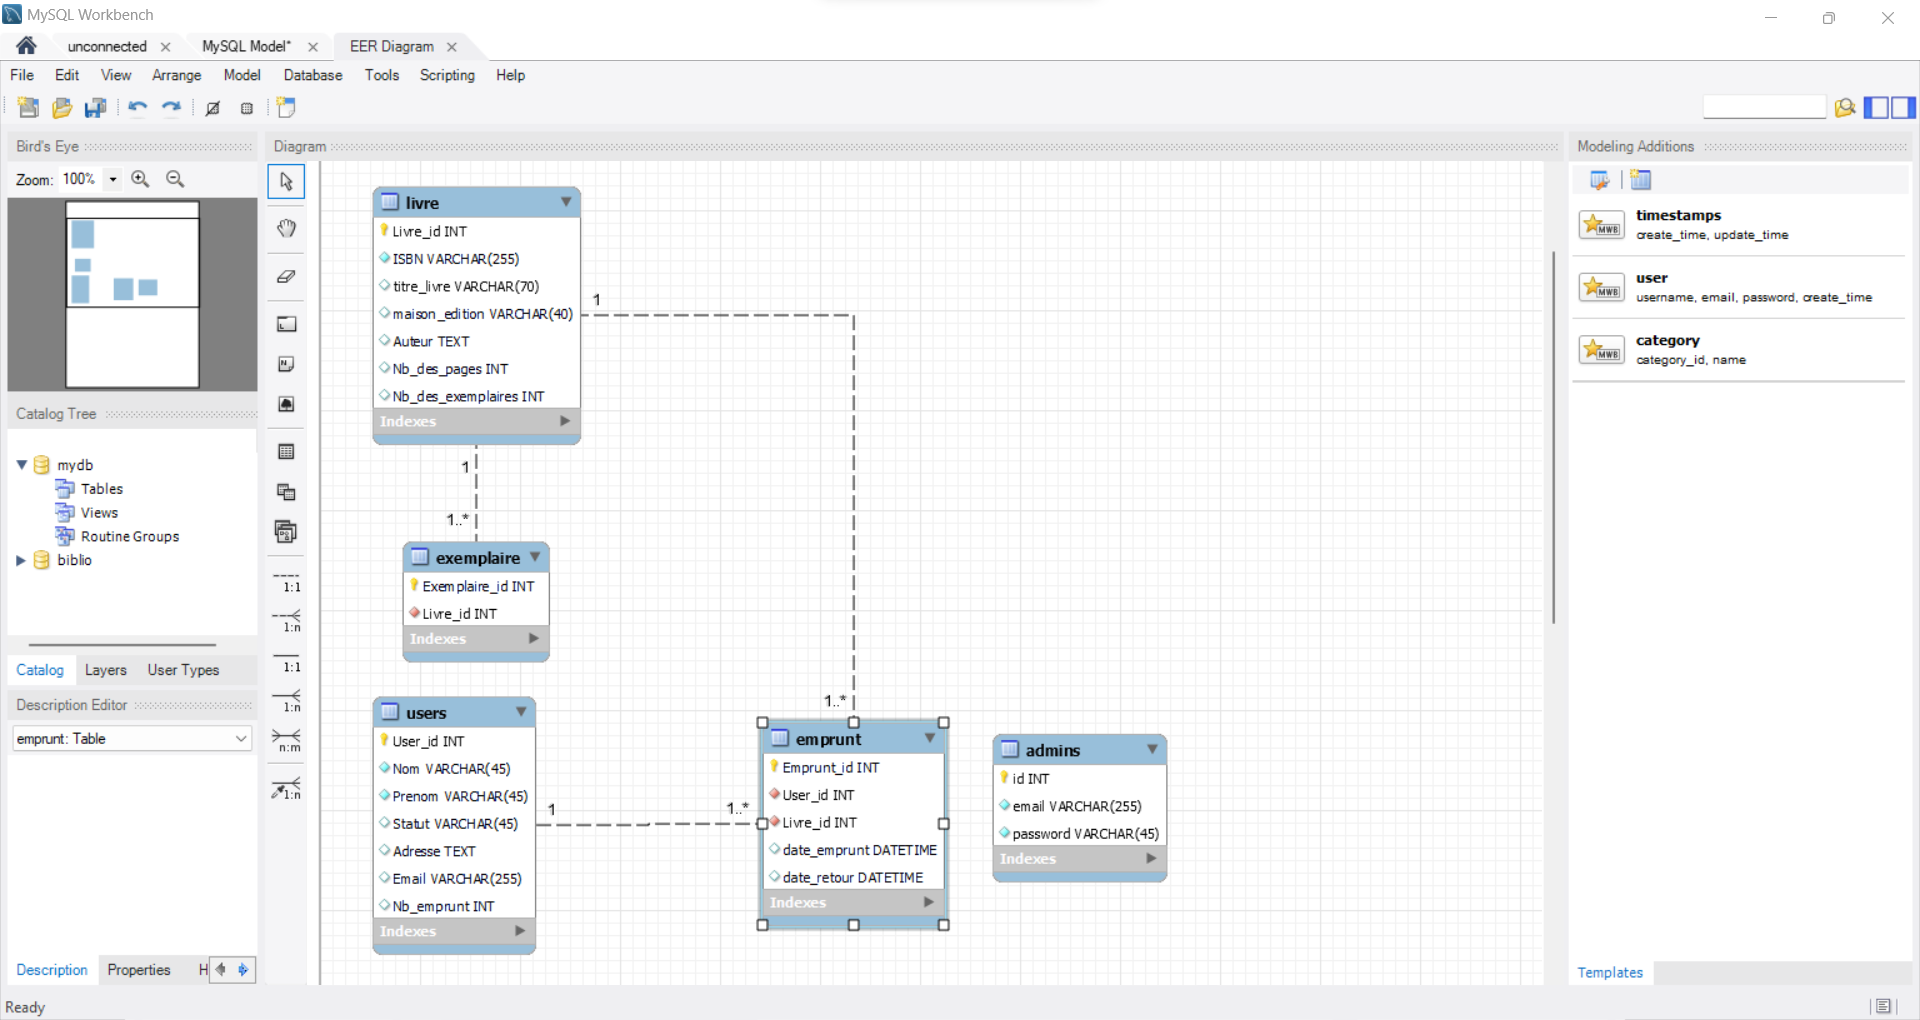 MySQL Workbench
unconnected
MySQL Model*
EER Diagram
File Edit View Arrange Model Database Tools Scripting Help
Bird's Eye
Zoom: 100%
Catalog Tree
mydb
Tables
Views
Routine Groups
biblio
Catalog Layers User Types
Description Editor
emprunt: Table
Description Properties H
Ready
Diagram
1:1
1:n
1:1
1:n
n:m
1:n
livre
Livre_id INT
ISBN VARCHAR(255)
titre_livre VARCHAR(70)
maison_edition VARCHAR(40)
Auteur TEXT
Nb_des_pages INT
Nb_des_exemplaires INT
Indexes
1
1
1..*
exemplaire
Exemplaire_id INT
Livre_id INT
Indexes
users
User_id INT
Nom VARCHAR(45)
Prenom VARCHAR(45)
Statut VARCHAR(45)
Adresse TEXT
Email VARCHAR(255)
Nb_emprunt INT
Indexes
1
1..*
1..*
emprunt
Emprunt_id INT
User_id INT
Livre_id INT
date_emprunt DATETIME
date_retour DATETIME
Indexes
admins
id INT
email VARCHAR(255)
password VARCHAR(45)
Indexes
Modeling Additions
MWB
timestamps
create_time, update_time
MWB
user
username, email, password, create_time
MWB
category
category_id, name
Templates